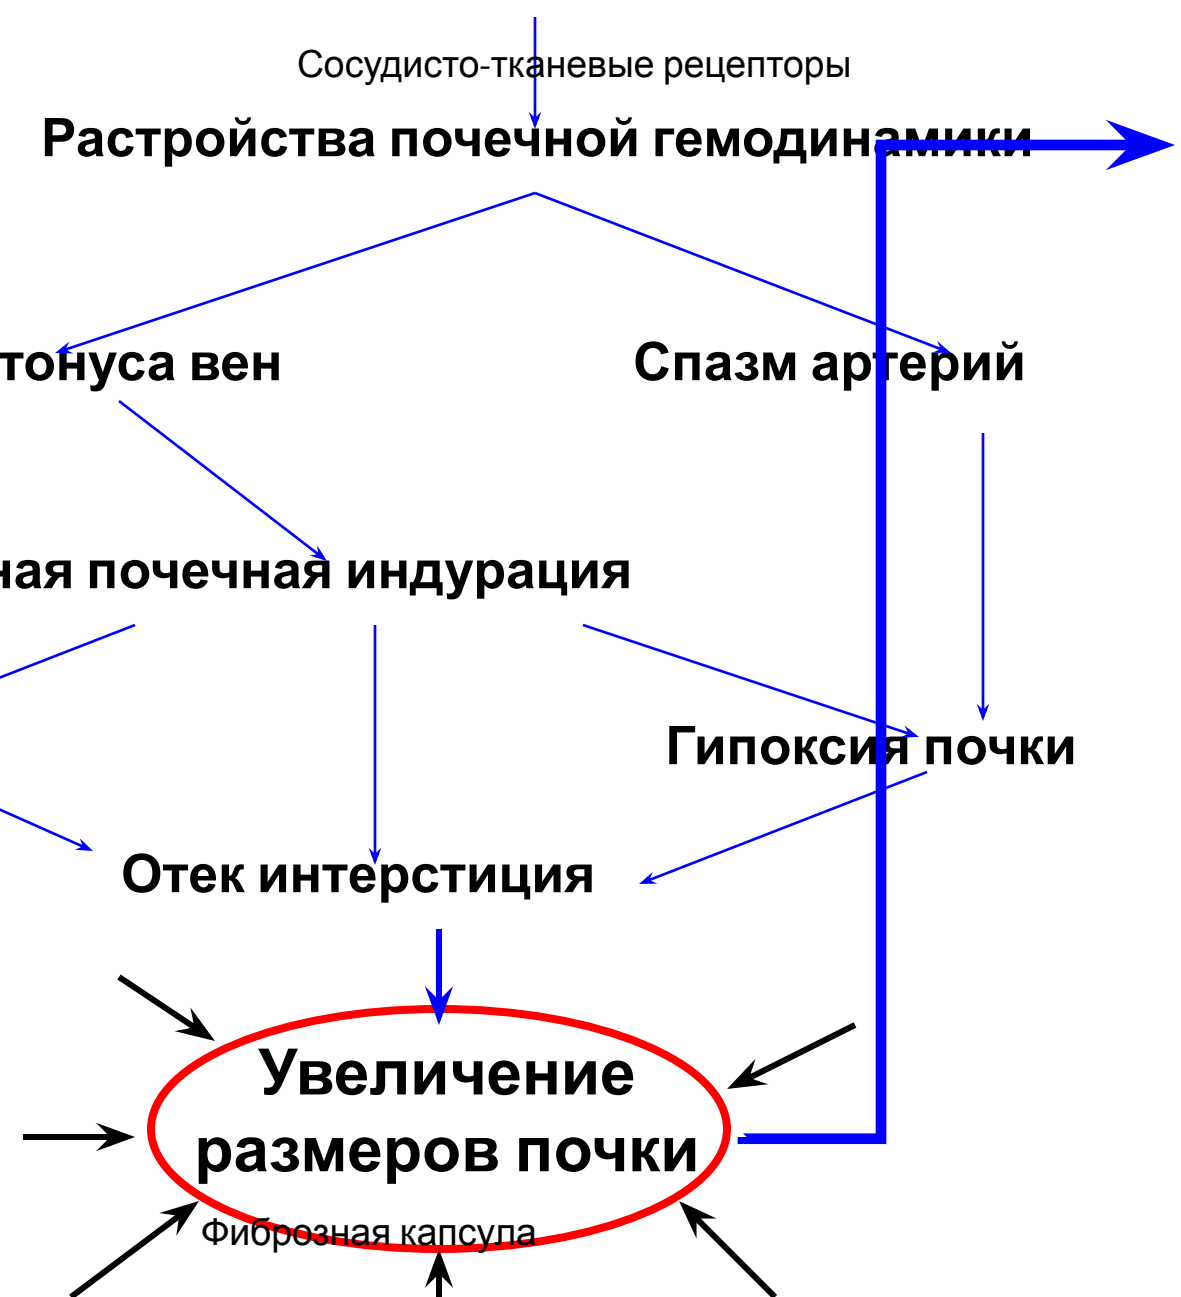 Сосудисто-тканевые рецепторы
Растройства почечной гемодинамики
тонуса вен
Спазм артерий
ная почечная индурация
Гипоксия почки
Отек интерстиция
Увеличение
размеров почки
Фиброзная капсула